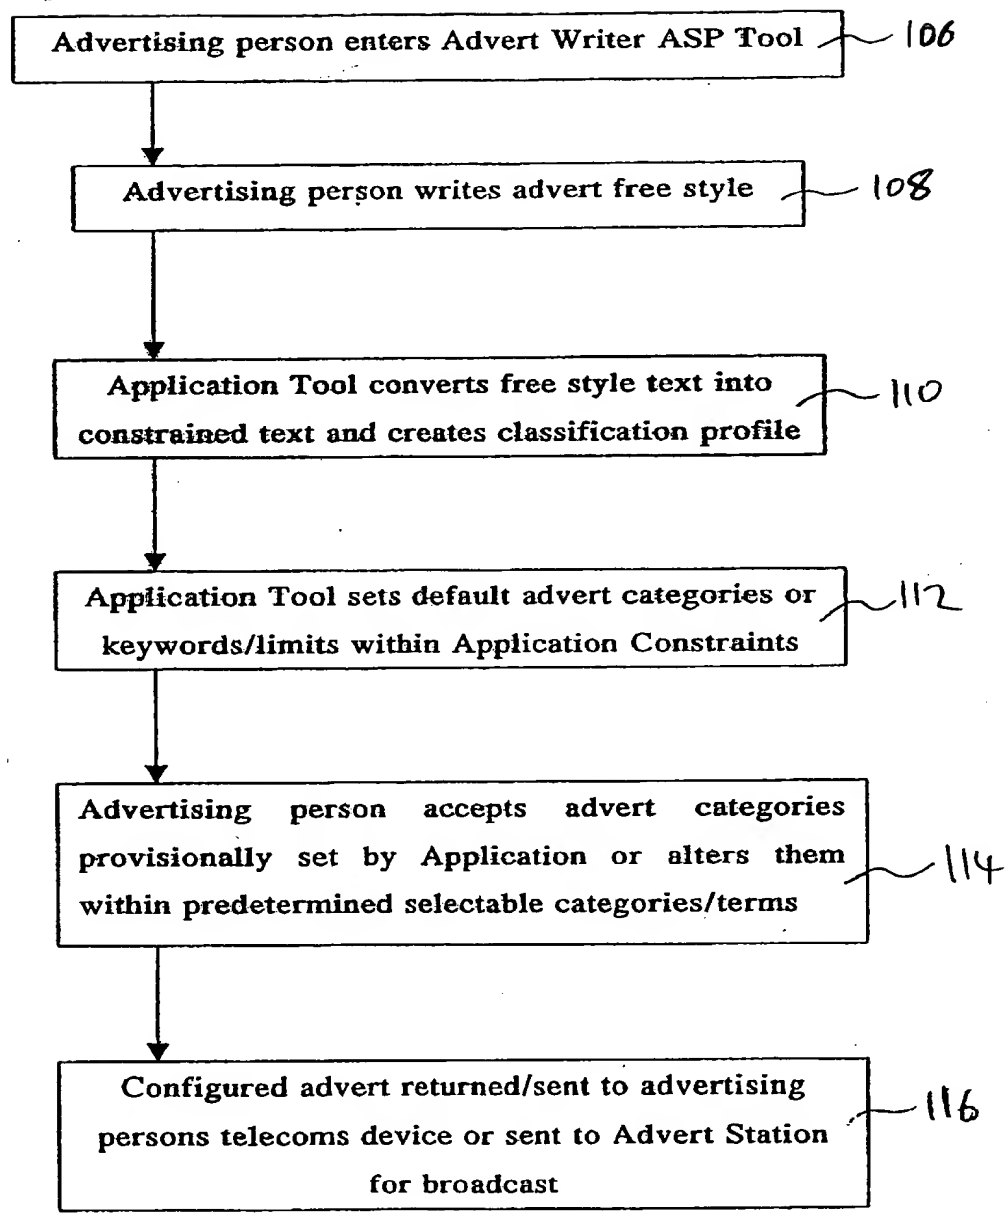 Advertising person enters Advert Writer ASP Tool 106
Advertising person writes advert free style 108
Application Tool converts free style text into
constrained text and creates classification profile
110
Application Tool sets default advert categories or
keywords/limits within Application Constraints
112
Advertising person accepts advert categories
provisionally set by Application or alters them
within predetermined selectable categories/terms
114
Configured advert returned/sent to advertising
persons telecoms device or sent to Advert Station
for broadcast
116